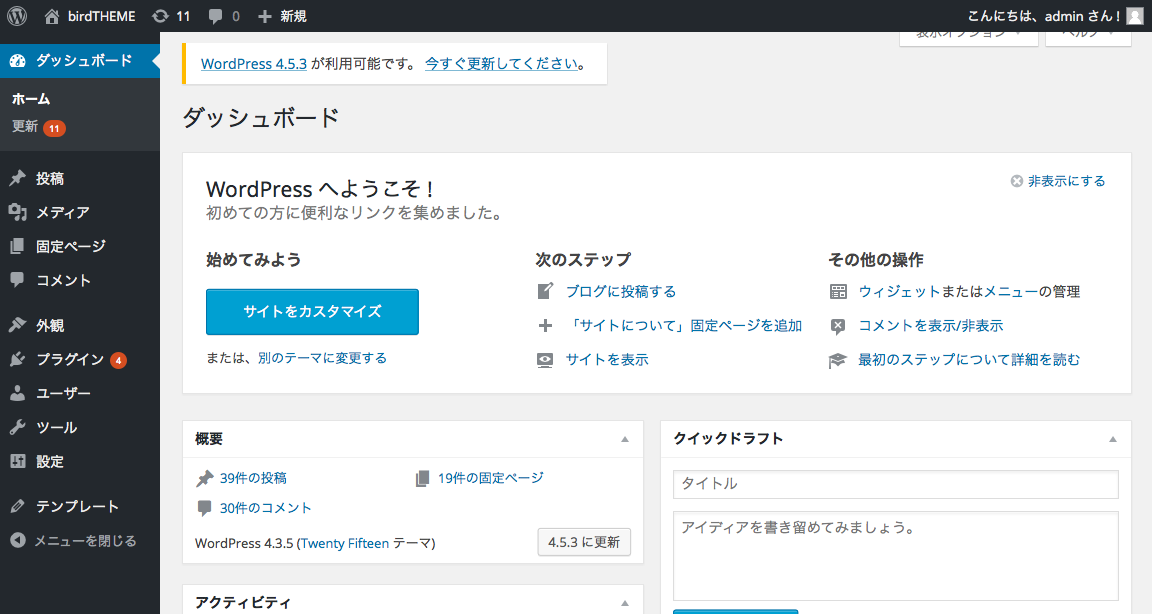 birdTHEME 11 0 新規 こんにちは、admin さん !
ダッシュボード
ホーム
更新 11
投稿
メディア
固定ページ
コメント
外観
プラグイン 4
ユーザー
ツール
設定
テンプレート
メニューを閉じる
表示オプション ヘルプ
WordPress 4.5.3 が利用可能です。 今すぐ更新してください。
ダッシュボード
WordPress へようこそ !
非表示にする
初めての方に便利なリンクを集めました。
始めてみよう
サイトをカスタマイズ
または、別のテーマに変更する
次のステップ
ブログに投稿する
「サイトについて」固定ページを追加
サイトを表示
その他の操作
ウィジェットまたはメニューの管理
コメントを表示/非表示
最初のステップについて詳細を読む
概要
39件の投稿 19件の固定ページ
30件のコメント
WordPress 4.3.5 (Twenty Fifteen テーマ) 4.5.3 に更新
アクティビティ
クイックドラフト
タイトル
アイディアを書き留めてみましょう。